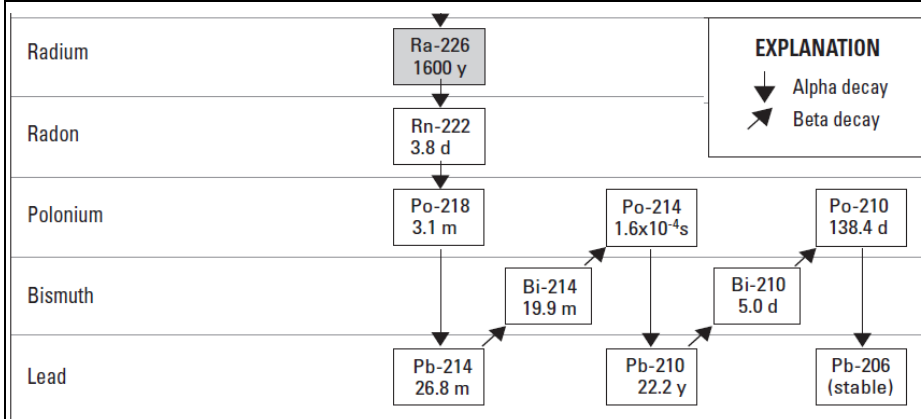 Radium
Ra-226
1600 y
EXPLANATION
Alpha decay
Beta decay
Radon
Rn-222
3.8 d
Polonium
Po-218
3.1 m
Po-214
1.6x10⁻⁴s
Po-210
138.4 d
Bismuth
Bi-214
19.9 m
Bi-210
5.0 d
Lead
Pb-214
26.8 m
Pb-210
22.2 y
Pb-206
(stable)